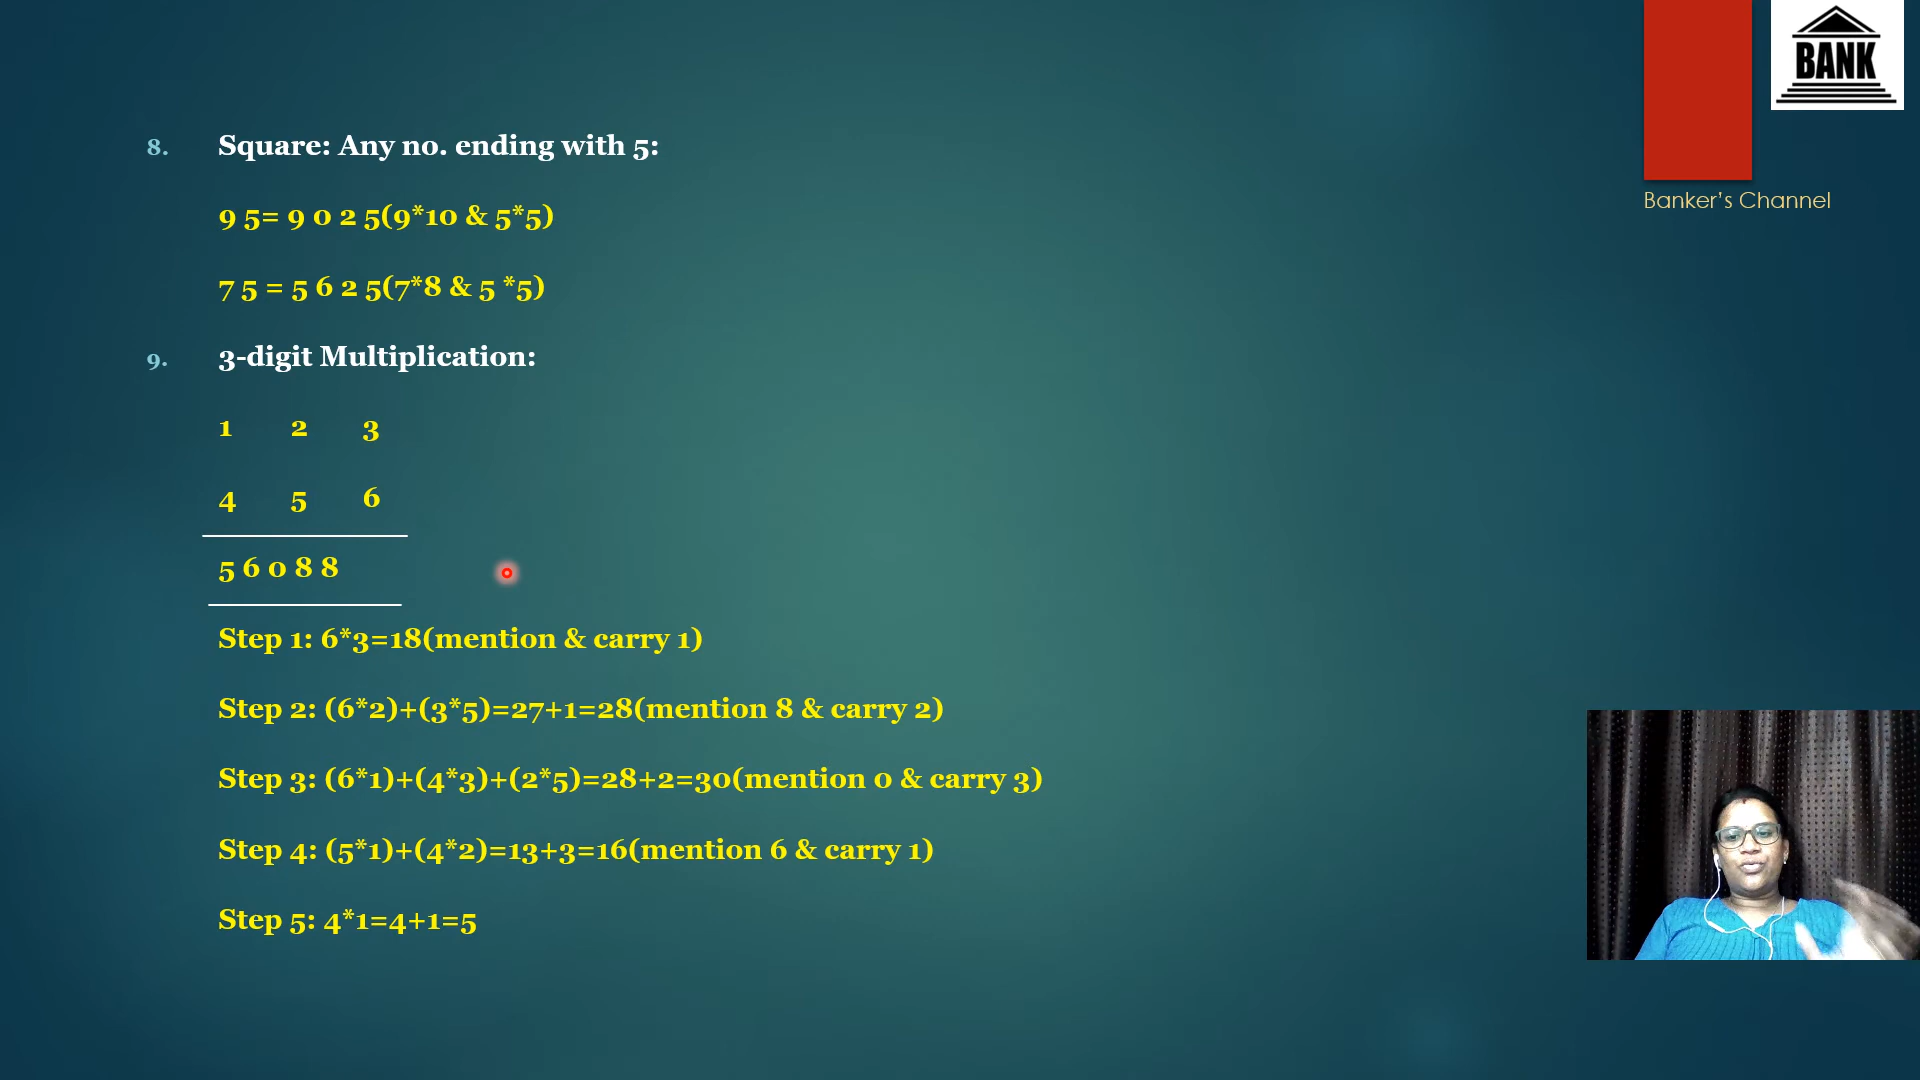 BANK
Banker's Channel
8. Square: Any no. ending with 5:
9 5= 9 0 2 5(9*10 & 5*5)
7 5 = 5 6 2 5(7*8 & 5 *5)
9. 3-digit Multiplication:
1 2 3
4 5 6
5 6 0 8 8
Step 1: 6*3=18(mention & carry 1)
Step 2: (6*2)+(3*5)=27+1=28(mention 8 & carry 2)
Step 3: (6*1)+(4*3)+(2*5)=28+2=30(mention 0 & carry 3)
Step 4: (5*1)+(4*2)=13+3=16(mention 6 & carry 1)
Step 5: 4*1=4+1=5